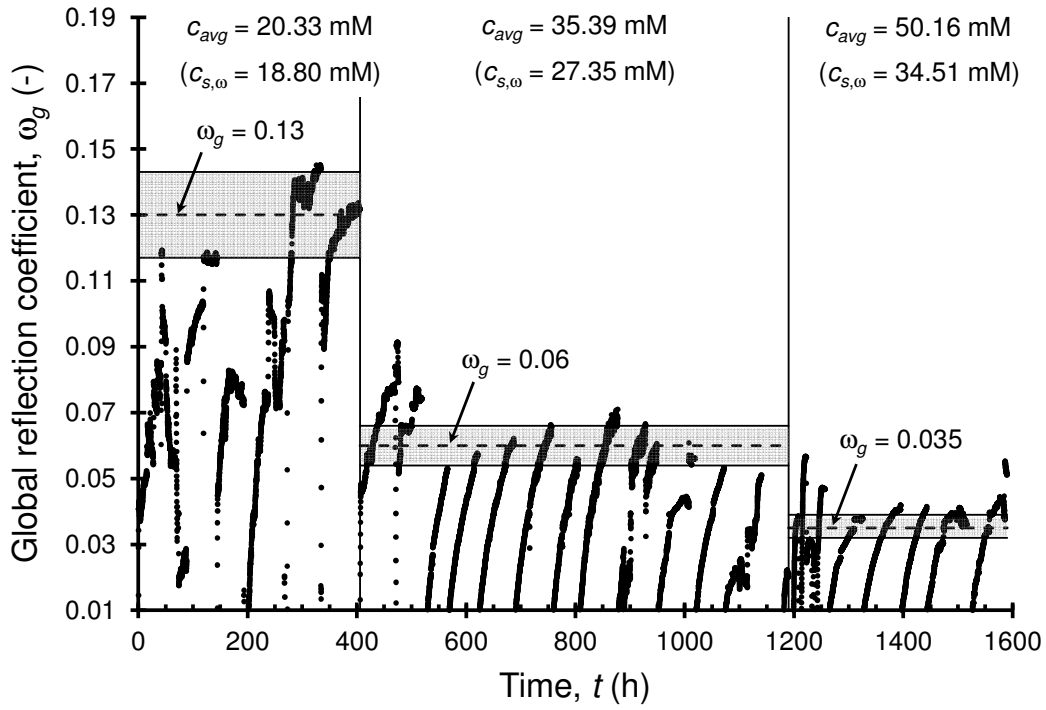 0.19
0.17
0.15
0.13
0.11
0.09
0.07
0.05
0.03
0.01
Global reflection coefficient, ω_g (-)
c_avg = 20.33 mM
(c_s,ω = 18.80 mM)
c_avg = 35.39 mM
(c_s,ω = 27.35 mM)
c_avg = 50.16 mM
(c_s,ω = 34.51 mM)
ω_g = 0.13
ω_g = 0.06
ω_g = 0.035
0 200 400 600 800 1000 1200 1400 1600
Time, t (h)